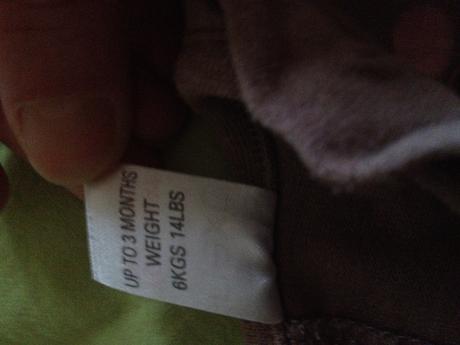 UP TO 3 MONTHS
WEIGHT
6KGS 14LBS